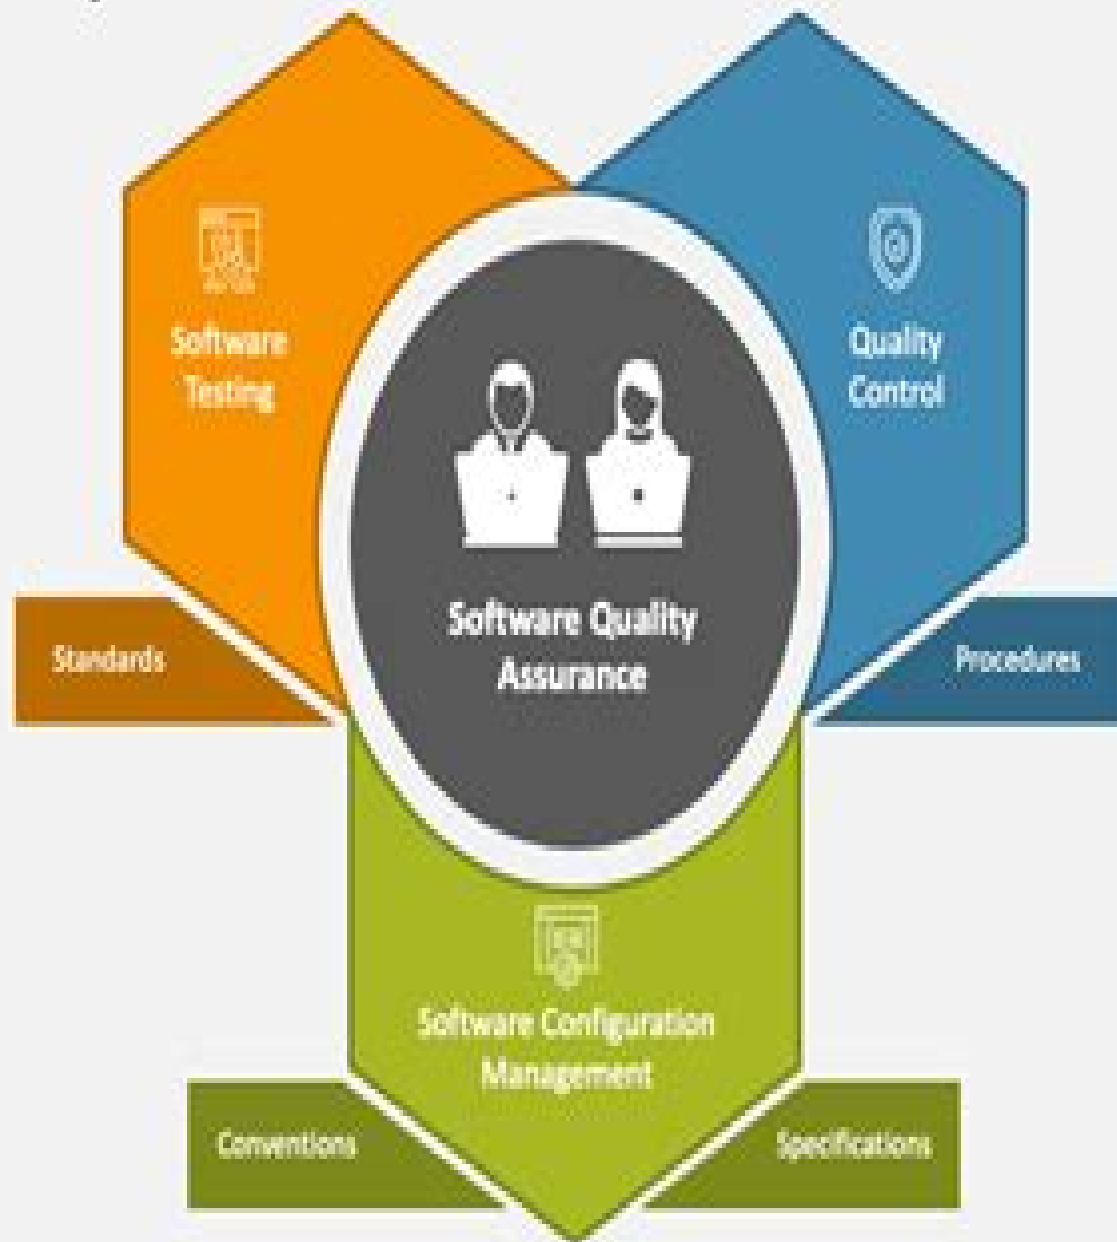 Software
Testing
Quality
Control
Software Quality
Assurance
Standards
Procedures
Software Configuration
Management
Conventions
Specifications